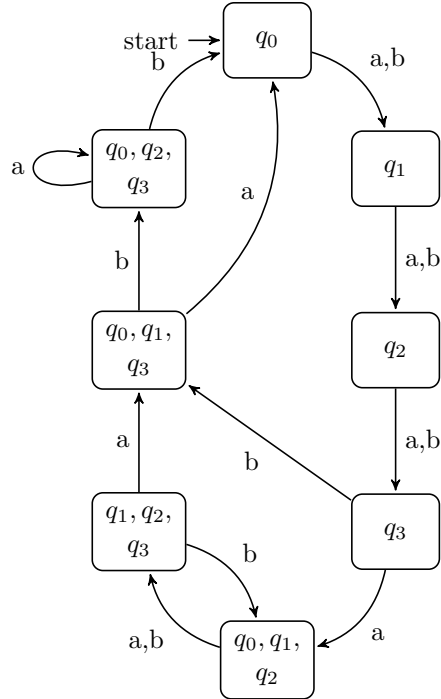 start
q₀
b
a,b
q₀, q₂,
q₃
a
q₁
a
b
a,b
q₀, q₁,
q₃
q₂
a,b
b
a
q₁, q₂,
q₃
q₃
b
a,b
a
q₀, q₁,
q₂